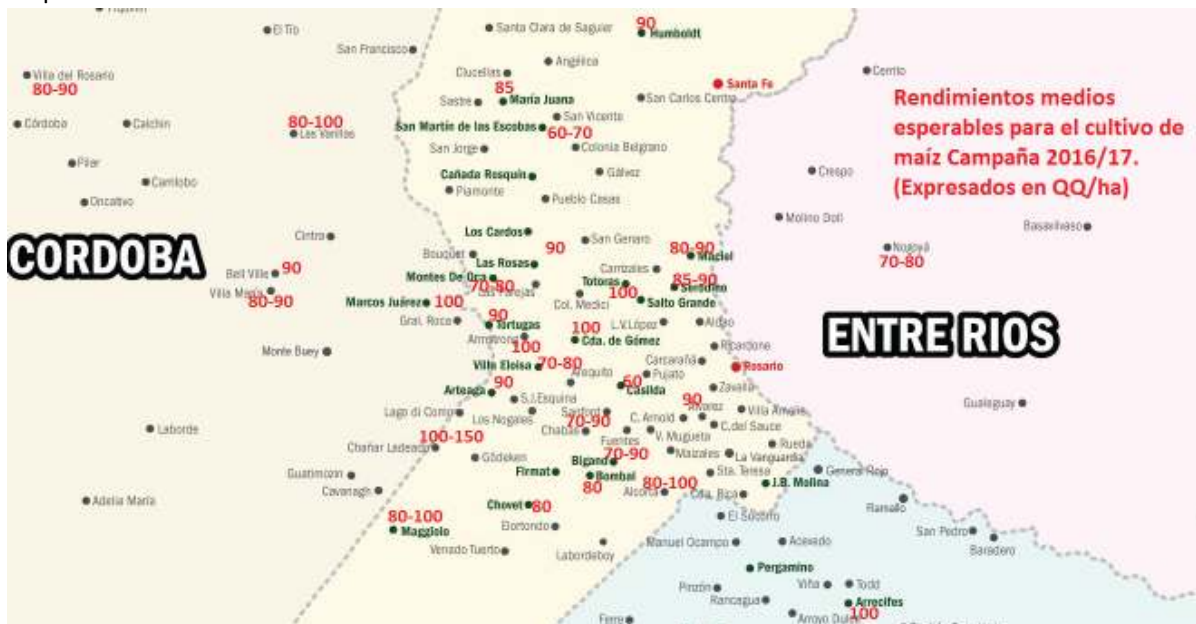 El Tío
Santa Clara de Saguier
90
Humboldt
San Francisco
Angélica
Cerrito
Villa del Rosario
80-90
Clucellas
85
Santa Fe
Sastre
María Juana
San Carlos Centro
Rendimientos medios
esperables para el cultivo de
maíz Campaña 2016/17.
(Expresados en QQ/ha)
Córdoba
Calchin
80-100
Las Varillas
San Vicente
San Martín de las Escobas
60-70
San Jorge
Colonia Belgrano
Pilar
Crespo
Carrilobo
Cañada Rosquín
Gálvez
Piamonte
Oncativo
Pueblo Casas
Molino Doll
Basavilvaso
Cintra
Los Cardos
San Genaro
CORDOBA
Bouquet
90
80-90
Maciel
Nogoyá
70-80
Bell Ville
90
Las Rosas
Carrizales
Montes De Oca
70-80
Las Parejas
Totoras
85-90
Serodino
Villa María
80-90
Marcos Juárez
100
Col. Medici
100
Salto Grande
Gral. Roca
90
Tortugas
100
L.V.López
Aldao
ENTRE RIOS
Armstrong
100
Cda. de Gómez
Ricardone
Monte Buey
Villa Eloisa
70-80
Carcarañá
Pujato
Rosario
Arequito
60
Casilda
Zavalla
Arteaga
90
S.J.Esquina
90
Alvarez
Villa Amelia
Gualeguay
Los Nogales
Sanford
70-90
C. Arnold
C.del Sauce
Laborde
100-150
Chabas
Fuentes
V. Mugueta
Rueda
Chañar Ladeado
Gödeken
70-90
Maizales
La Vanguardia
Guatimozin
Firmat
Bigand
Bombal
Sta. Teresa
General Rojo
Cavanagh
80
80-100
Alcorta
J.B. Molina
Adelia María
Chovet
80
Ramallo
80-100
Maggiolo
Elortondo
El Socorro
San Pedro
Venado Tuerto
Labordeboy
Manuel Ocampo
Acevedo
Baradero
Pergamino
Pinzón
Viña
Todd
Rancagua
Arrecifes
100
Ferre
Arroyo Dulce